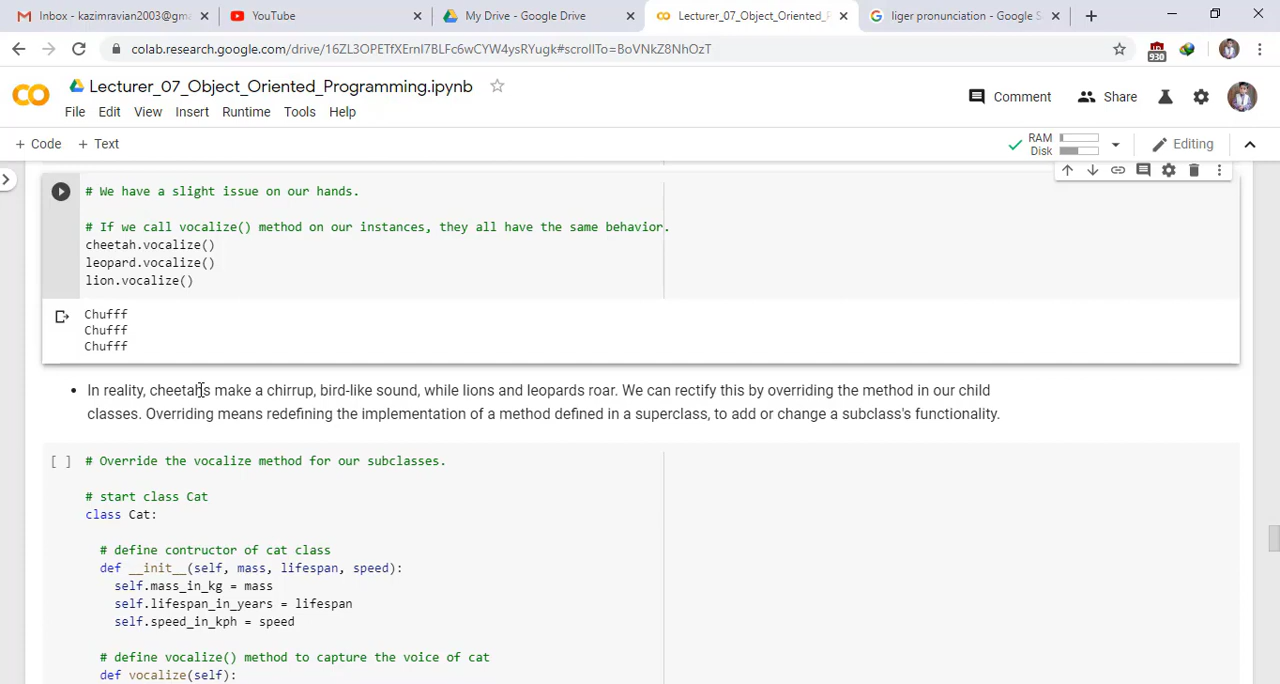 Inbox - kazimravian2003@gm
YouTube
My Drive - Google Drive
Lecturer_07_Object_Oriented_P
liger pronunciation - Google S
colab.research.google.com/drive/16ZL3OPETfXErnI7BLFc6wCYW4ysRYugk#scrollTo=BoVNkZ8NhOzT
930
Lecturer_07_Object_Oriented_Programming.ipynb
Comment
Share
File Edit View Insert Runtime Tools Help
+ Code + Text
RAM
Disk
Editing
# We have a slight issue on our hands.
# If we call vocalize() method on our instances, they all have the same behavior.
cheetah.vocalize()
leopard.vocalize()
lion.vocalize()
Chufff
Chufff
Chufff
• In reality, cheetahs make a chirrup, bird-like sound, while lions and leopards roar. We can rectify this by overriding the method in our child
classes. Overriding means redefining the implementation of a method defined in a superclass, to add or change a subclass's functionality.
[ ] # Override the vocalize method for our subclasses.
# start class Cat
class Cat:
# define contructor of cat class
def __init__(self, mass, lifespan, speed):
self.mass_in_kg = mass
self.lifespan_in_years = lifespan
self.speed_in_kph = speed
# define vocalize() method to capture the voice of cat
def vocalize(self):